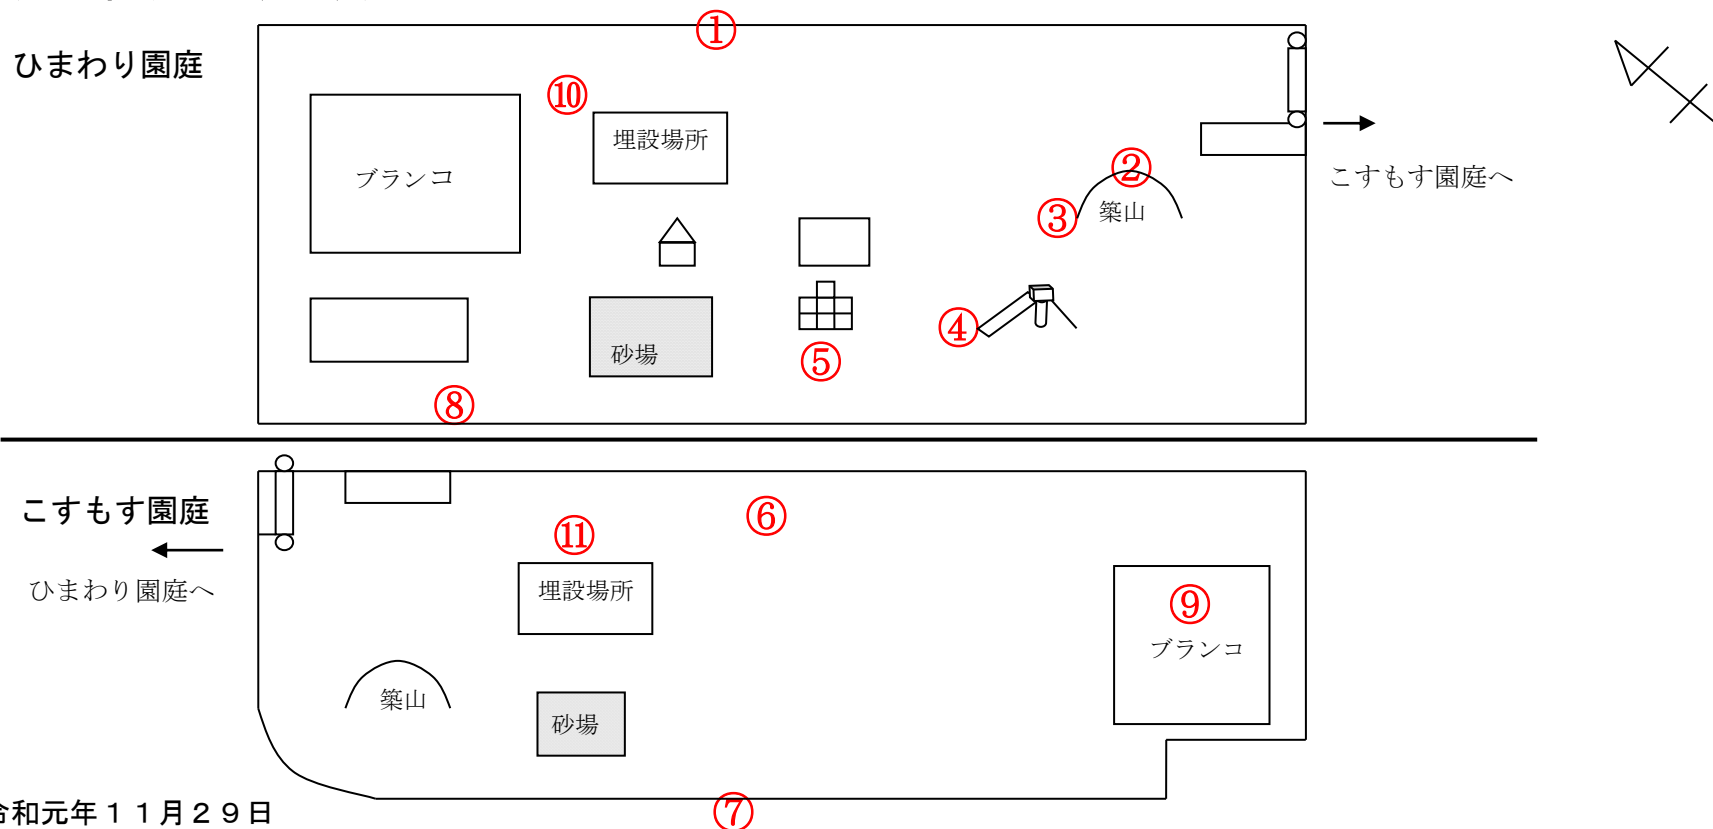 ①
ひまわり園庭
⑩
埋設場所
ブランコ
②
こすもす園庭へ
③
築山
④
砂場
⑤
⑧
こすもす園庭
⑥
⑪
ひまわり園庭へ
埋設場所
⑨
ブランコ
築山
砂場
令和元年１１月２９日
⑦